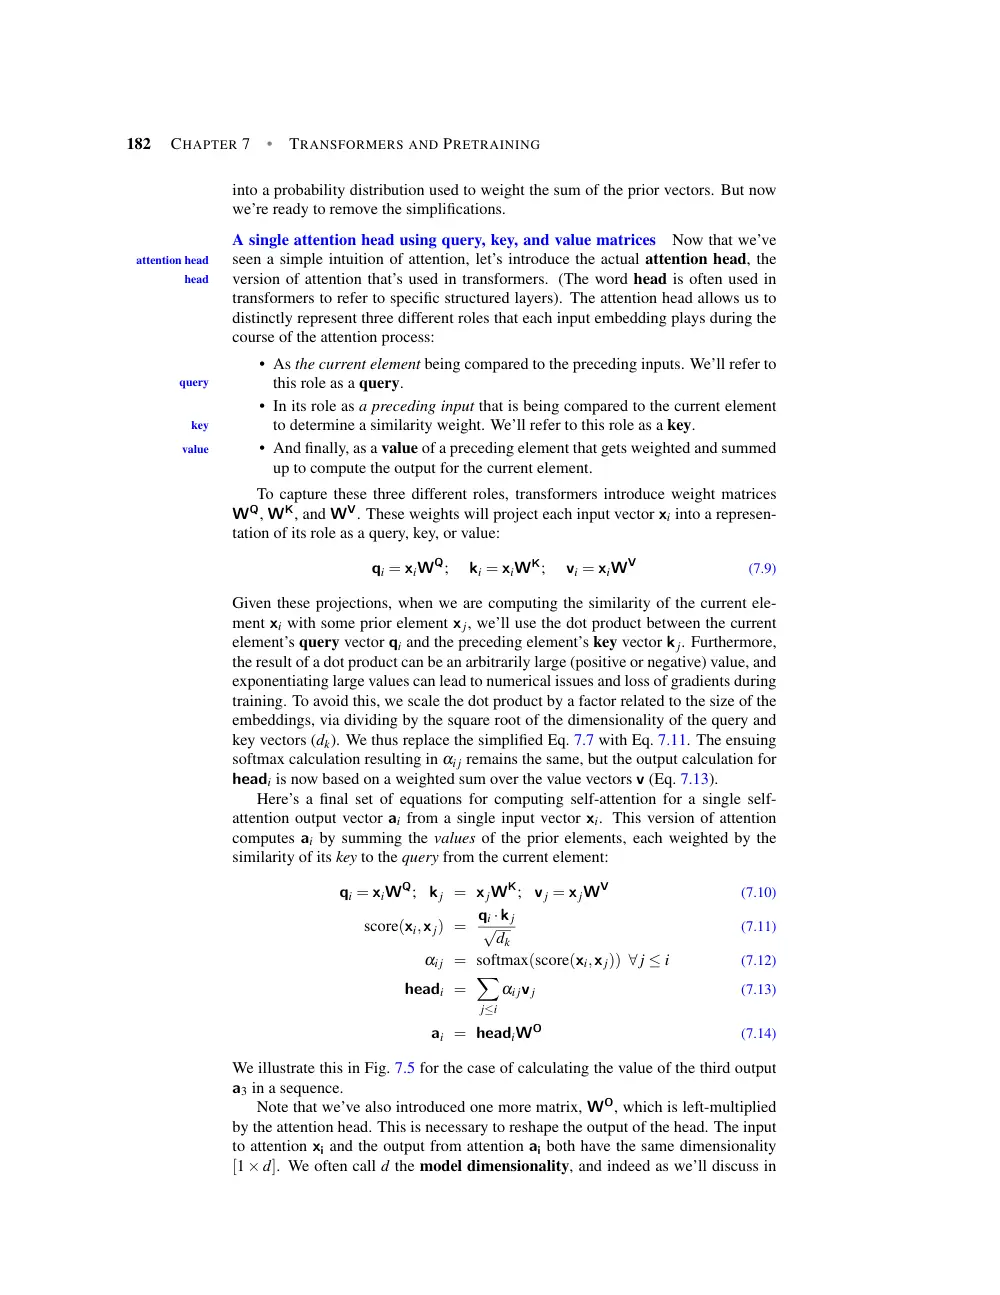 182 CHAPTER 7 • TRANSFORMERS AND PRETRAINING
into a probability distribution used to weight the sum of the prior vectors. But now
we're ready to remove the simplifications.
A single attention head using query, key, and value matrices Now that we've
attention head seen a simple intuition of attention, let's introduce the actual attention head, the
head version of attention that's used in transformers. (The word head is often used in
transformers to refer to specific structured layers). The attention head allows us to
distinctly represent three different roles that each input embedding plays during the
course of the attention process:
• As the current element being compared to the preceding inputs. We'll refer to
query this role as a query.
• In its role as a preceding input that is being compared to the current element
key to determine a similarity weight. We'll refer to this role as a key.
value • And finally, as a value of a preceding element that gets weighted and summed
up to compute the output for the current element.
To capture these three different roles, transformers introduce weight matrices
W^Q, W^K, and W^V. These weights will project each input vector x_i into a represen-
tation of its role as a query, key, or value:
q_i = x_iW^Q; k_i = x_iW^K; v_i = x_iW^V (7.9)
Given these projections, when we are computing the similarity of the current ele-
ment x_i with some prior element x_j, we'll use the dot product between the current
element's query vector q_i and the preceding element's key vector k_j. Furthermore,
the result of a dot product can be an arbitrarily large (positive or negative) value, and
exponentiating large values can lead to numerical issues and loss of gradients during
training. To avoid this, we scale the dot product by a factor related to the size of the
embeddings, via dividing by the square root of the dimensionality of the query and
key vectors (d_k). We thus replace the simplified Eq. 7.7 with Eq. 7.11. The ensuing
softmax calculation resulting in α_ij remains the same, but the output calculation for
head_i is now based on a weighted sum over the value vectors v (Eq. 7.13).
Here's a final set of equations for computing self-attention for a single self-
attention output vector a_i from a single input vector x_i. This version of attention
computes a_i by summing the values of the prior elements, each weighted by the
similarity of its key to the query from the current element:
q_i = x_iW^Q; k_j = x_jW^K; v_j = x_jW^V (7.10)
score(x_i, x_j) = q_i · k_j / √d_k (7.11)
α_ij = softmax(score(x_i, x_j)) ∀j ≤ i (7.12)
head_i = ∑_{j≤i} α_ij v_j (7.13)
a_i = head_iW^O (7.14)
We illustrate this in Fig. 7.5 for the case of calculating the value of the third output
a_3 in a sequence.
Note that we've also introduced one more matrix, W^O, which is left-multiplied
by the attention head. This is necessary to reshape the output of the head. The input
to attention x_i and the output from attention a_i both have the same dimensionality
[1 × d]. We often call d the model dimensionality, and indeed as we'll discuss in